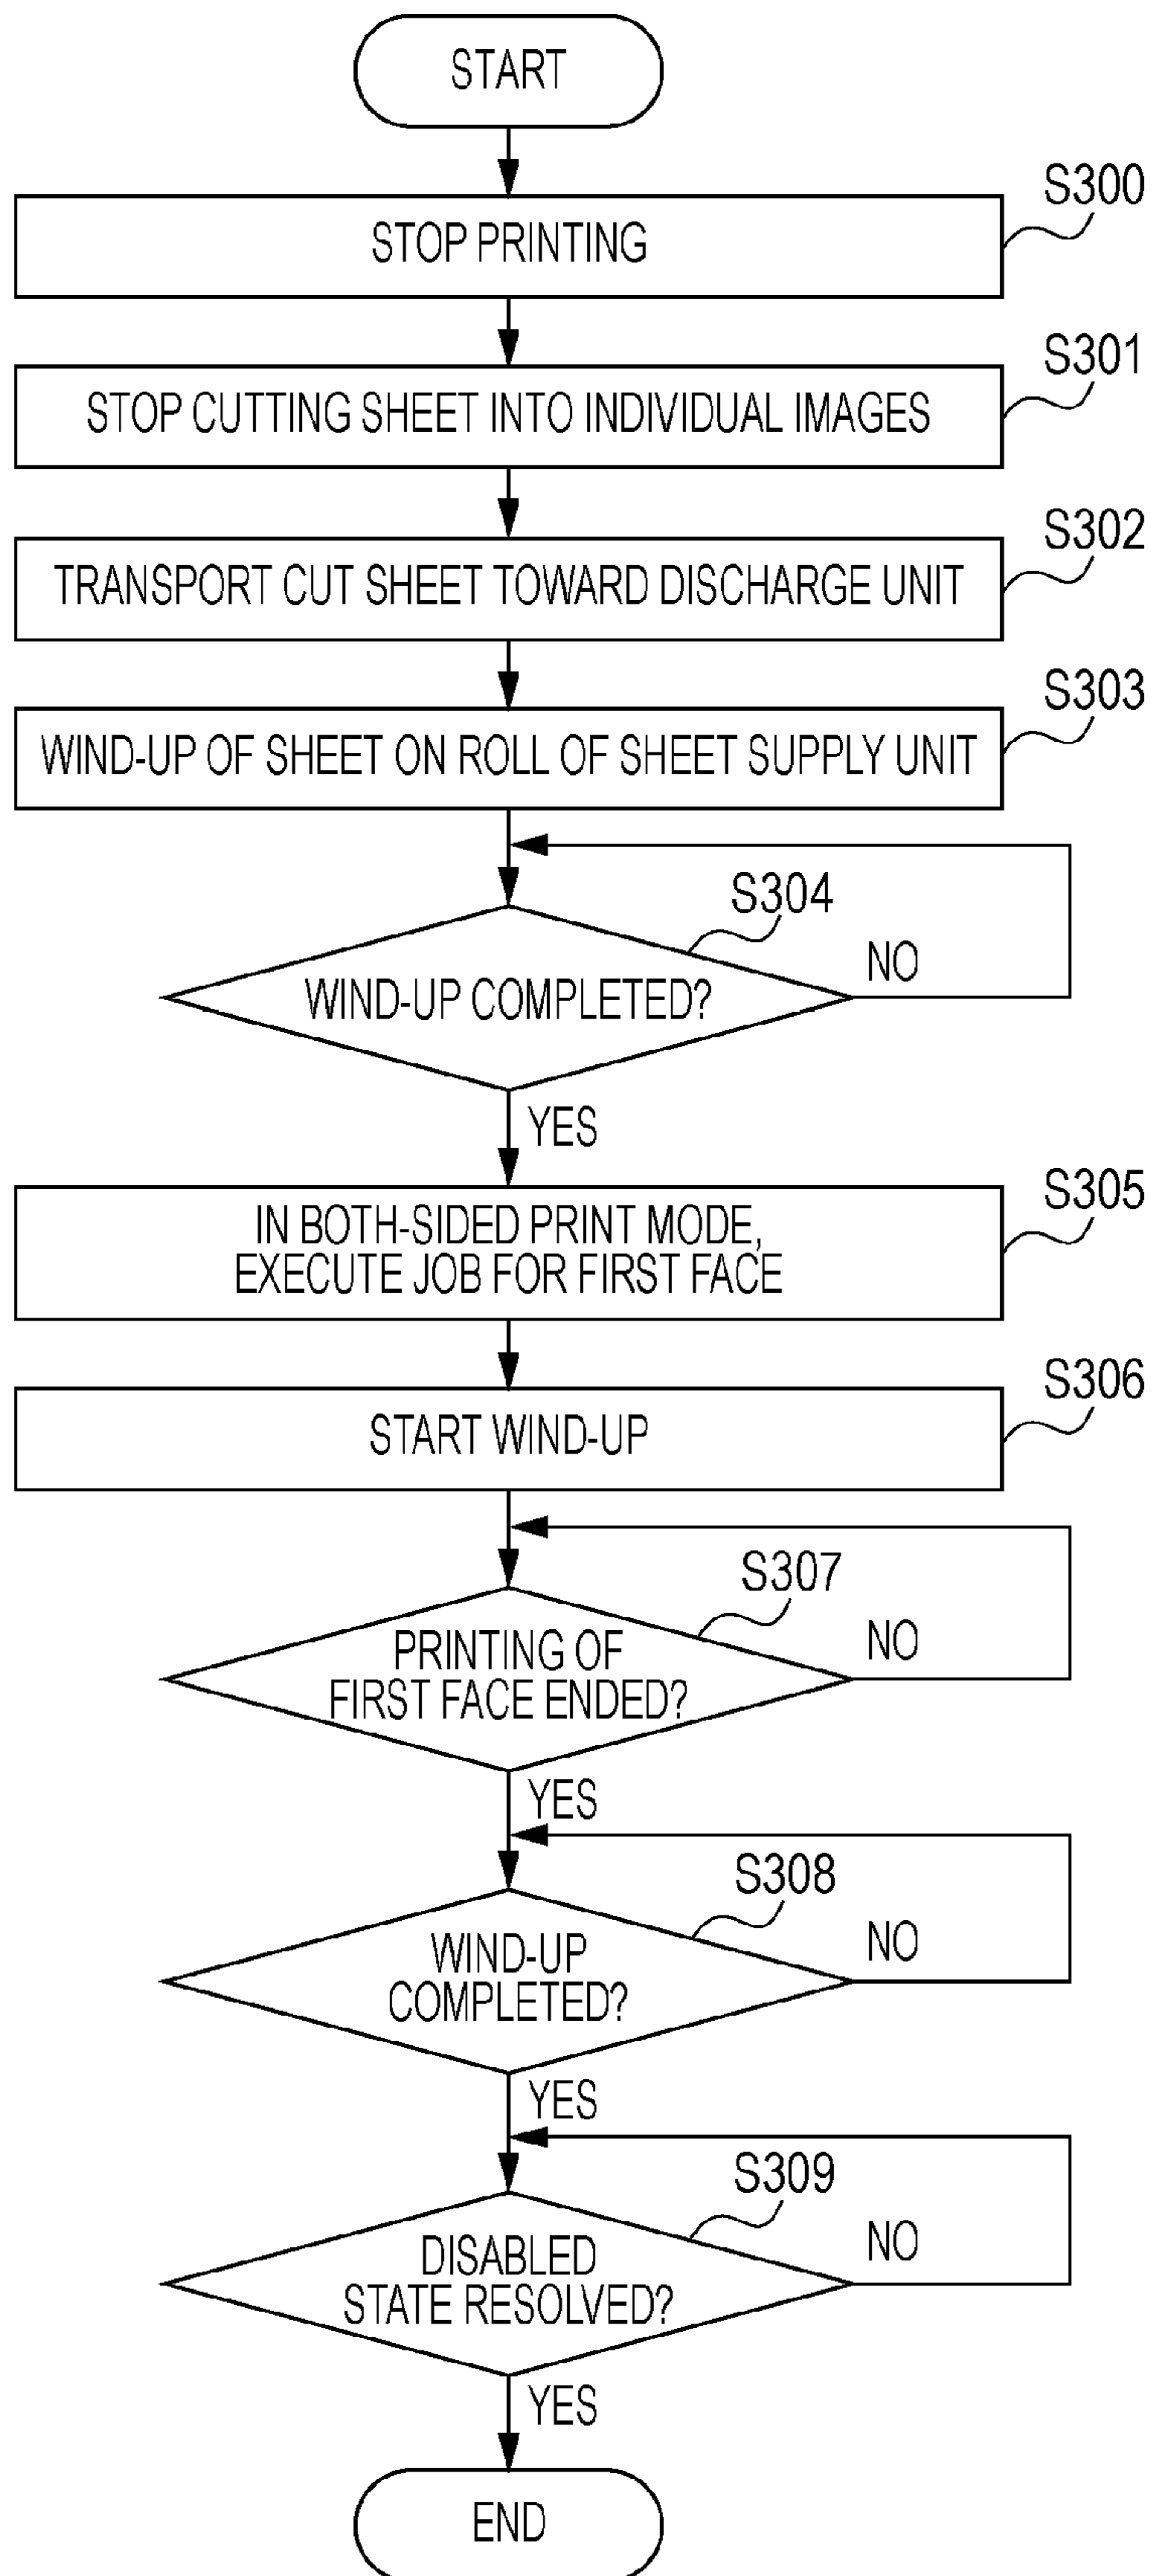 START
S300
STOP PRINTING
S301
STOP CUTTING SHEET INTO INDIVIDUAL IMAGES
S302
TRANSPORT CUT SHEET TOWARD DISCHARGE UNIT
S303
WIND-UP OF SHEET ON ROLL OF SHEET SUPPLY UNIT
S304
NO
WIND-UP COMPLETED?
YES
S305
IN BOTH-SIDED PRINT MODE,
EXECUTE JOB FOR FIRST FACE
S306
START WIND-UP
S307
NO
PRINTING OF
FIRST FACE ENDED?
YES
S308
NO
WIND-UP
COMPLETED?
YES
S309
NO
DISABLED
STATE RESOLVED?
YES
END